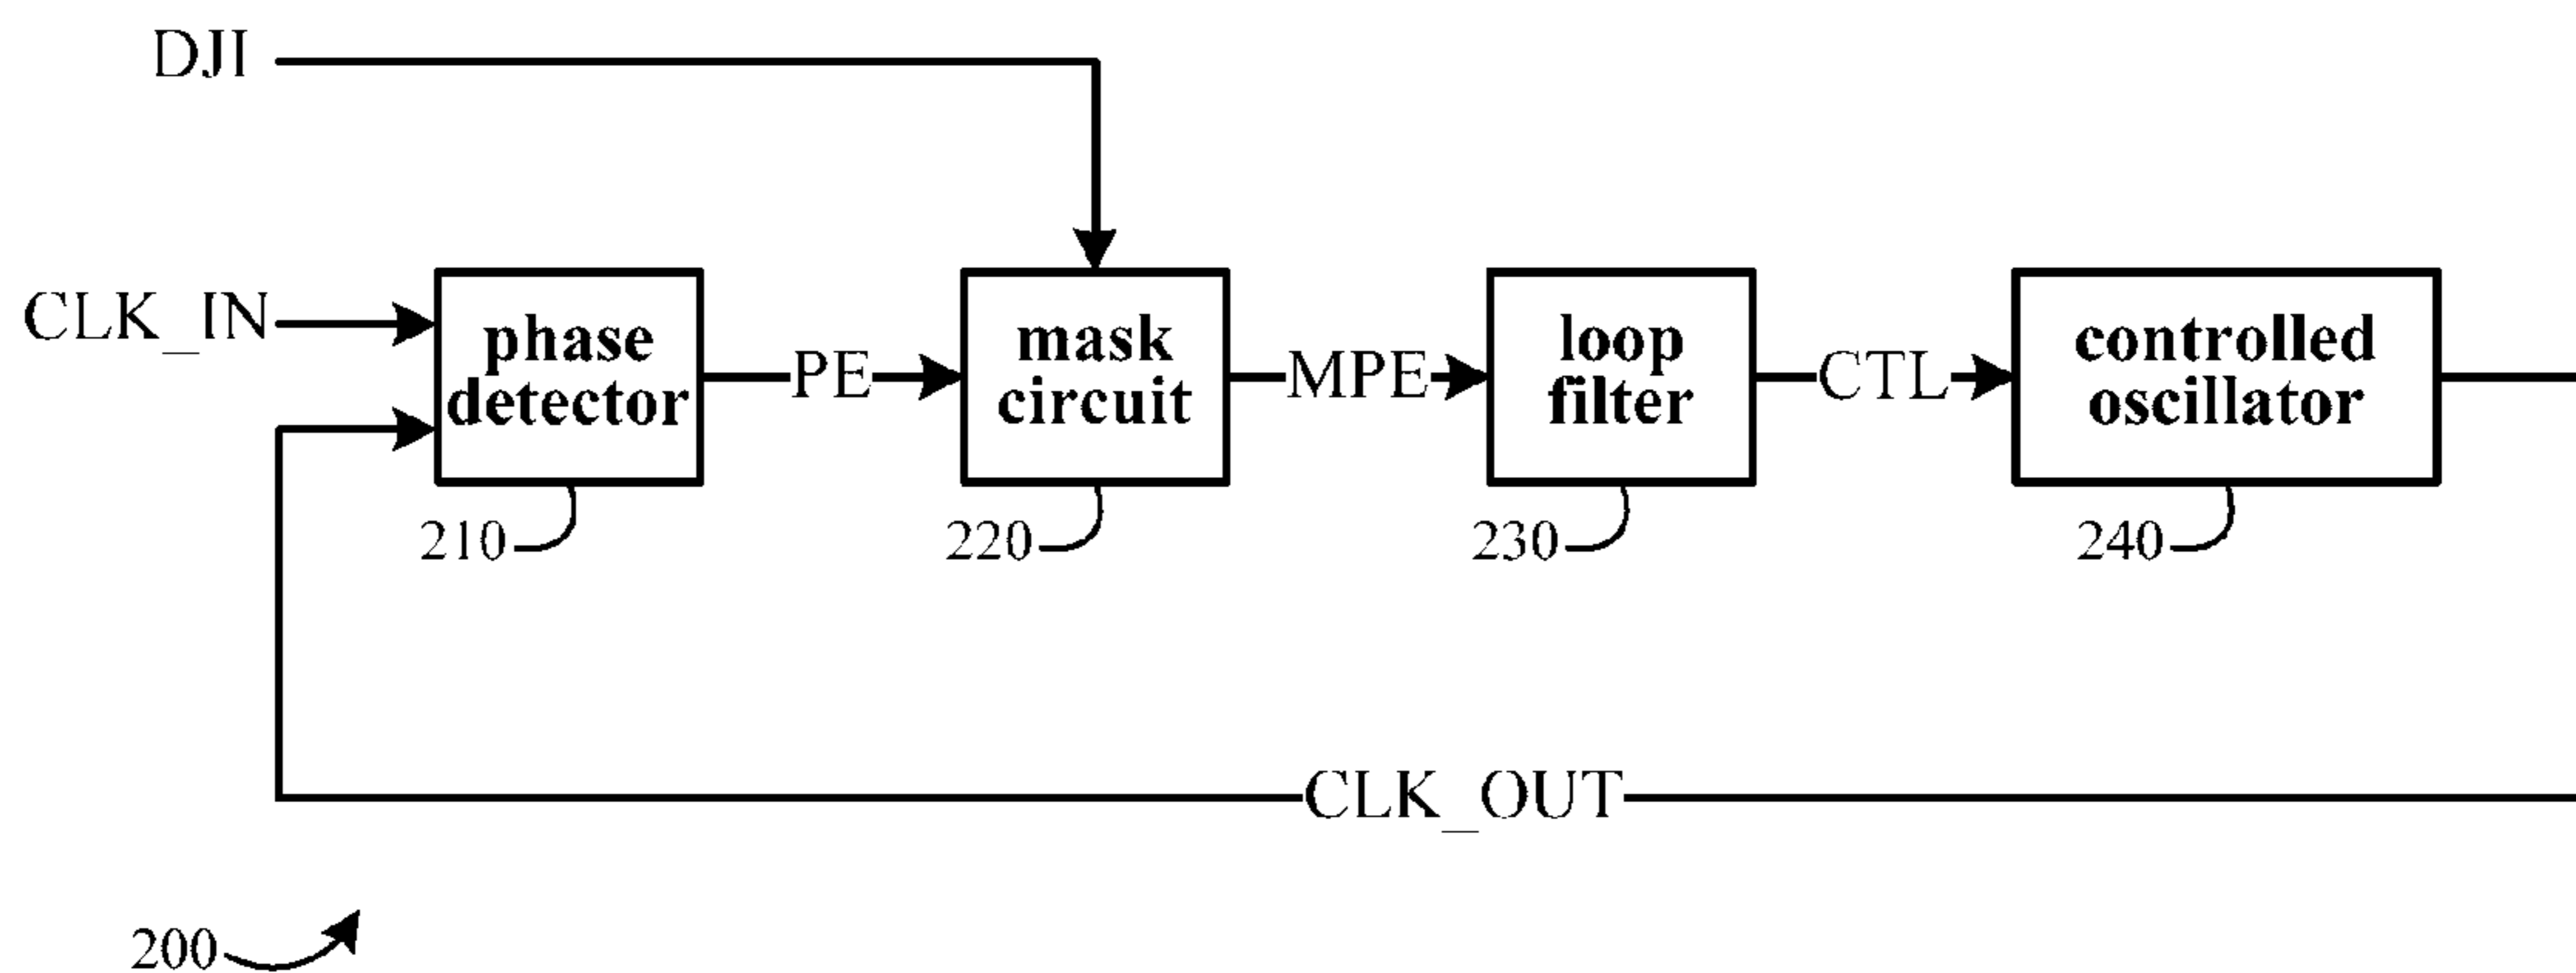 DJI
CLK_IN
phase
detector
PE
mask
circuit
MPE
loop
filter
CTL
controlled
oscillator
210
220
230
240
CLK_OUT
200